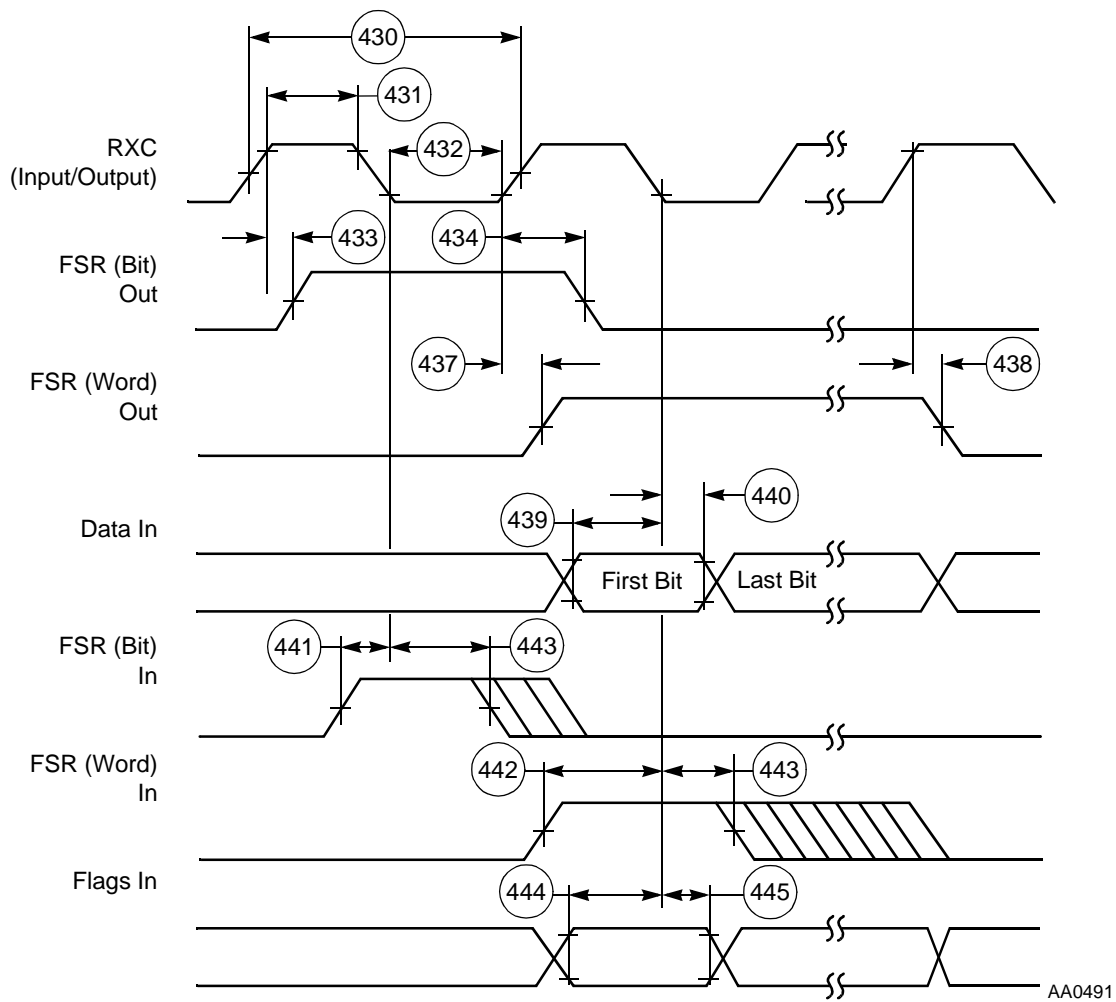 430
431
RXC
(Input/Output)
432
433
434
FSR (Bit)
Out
437
438
FSR (Word)
Out
439
440
Data In
First Bit
Last Bit
FSR (Bit)
In
441
443
FSR (Word)
In
442
443
Flags In
444
445
AA0491